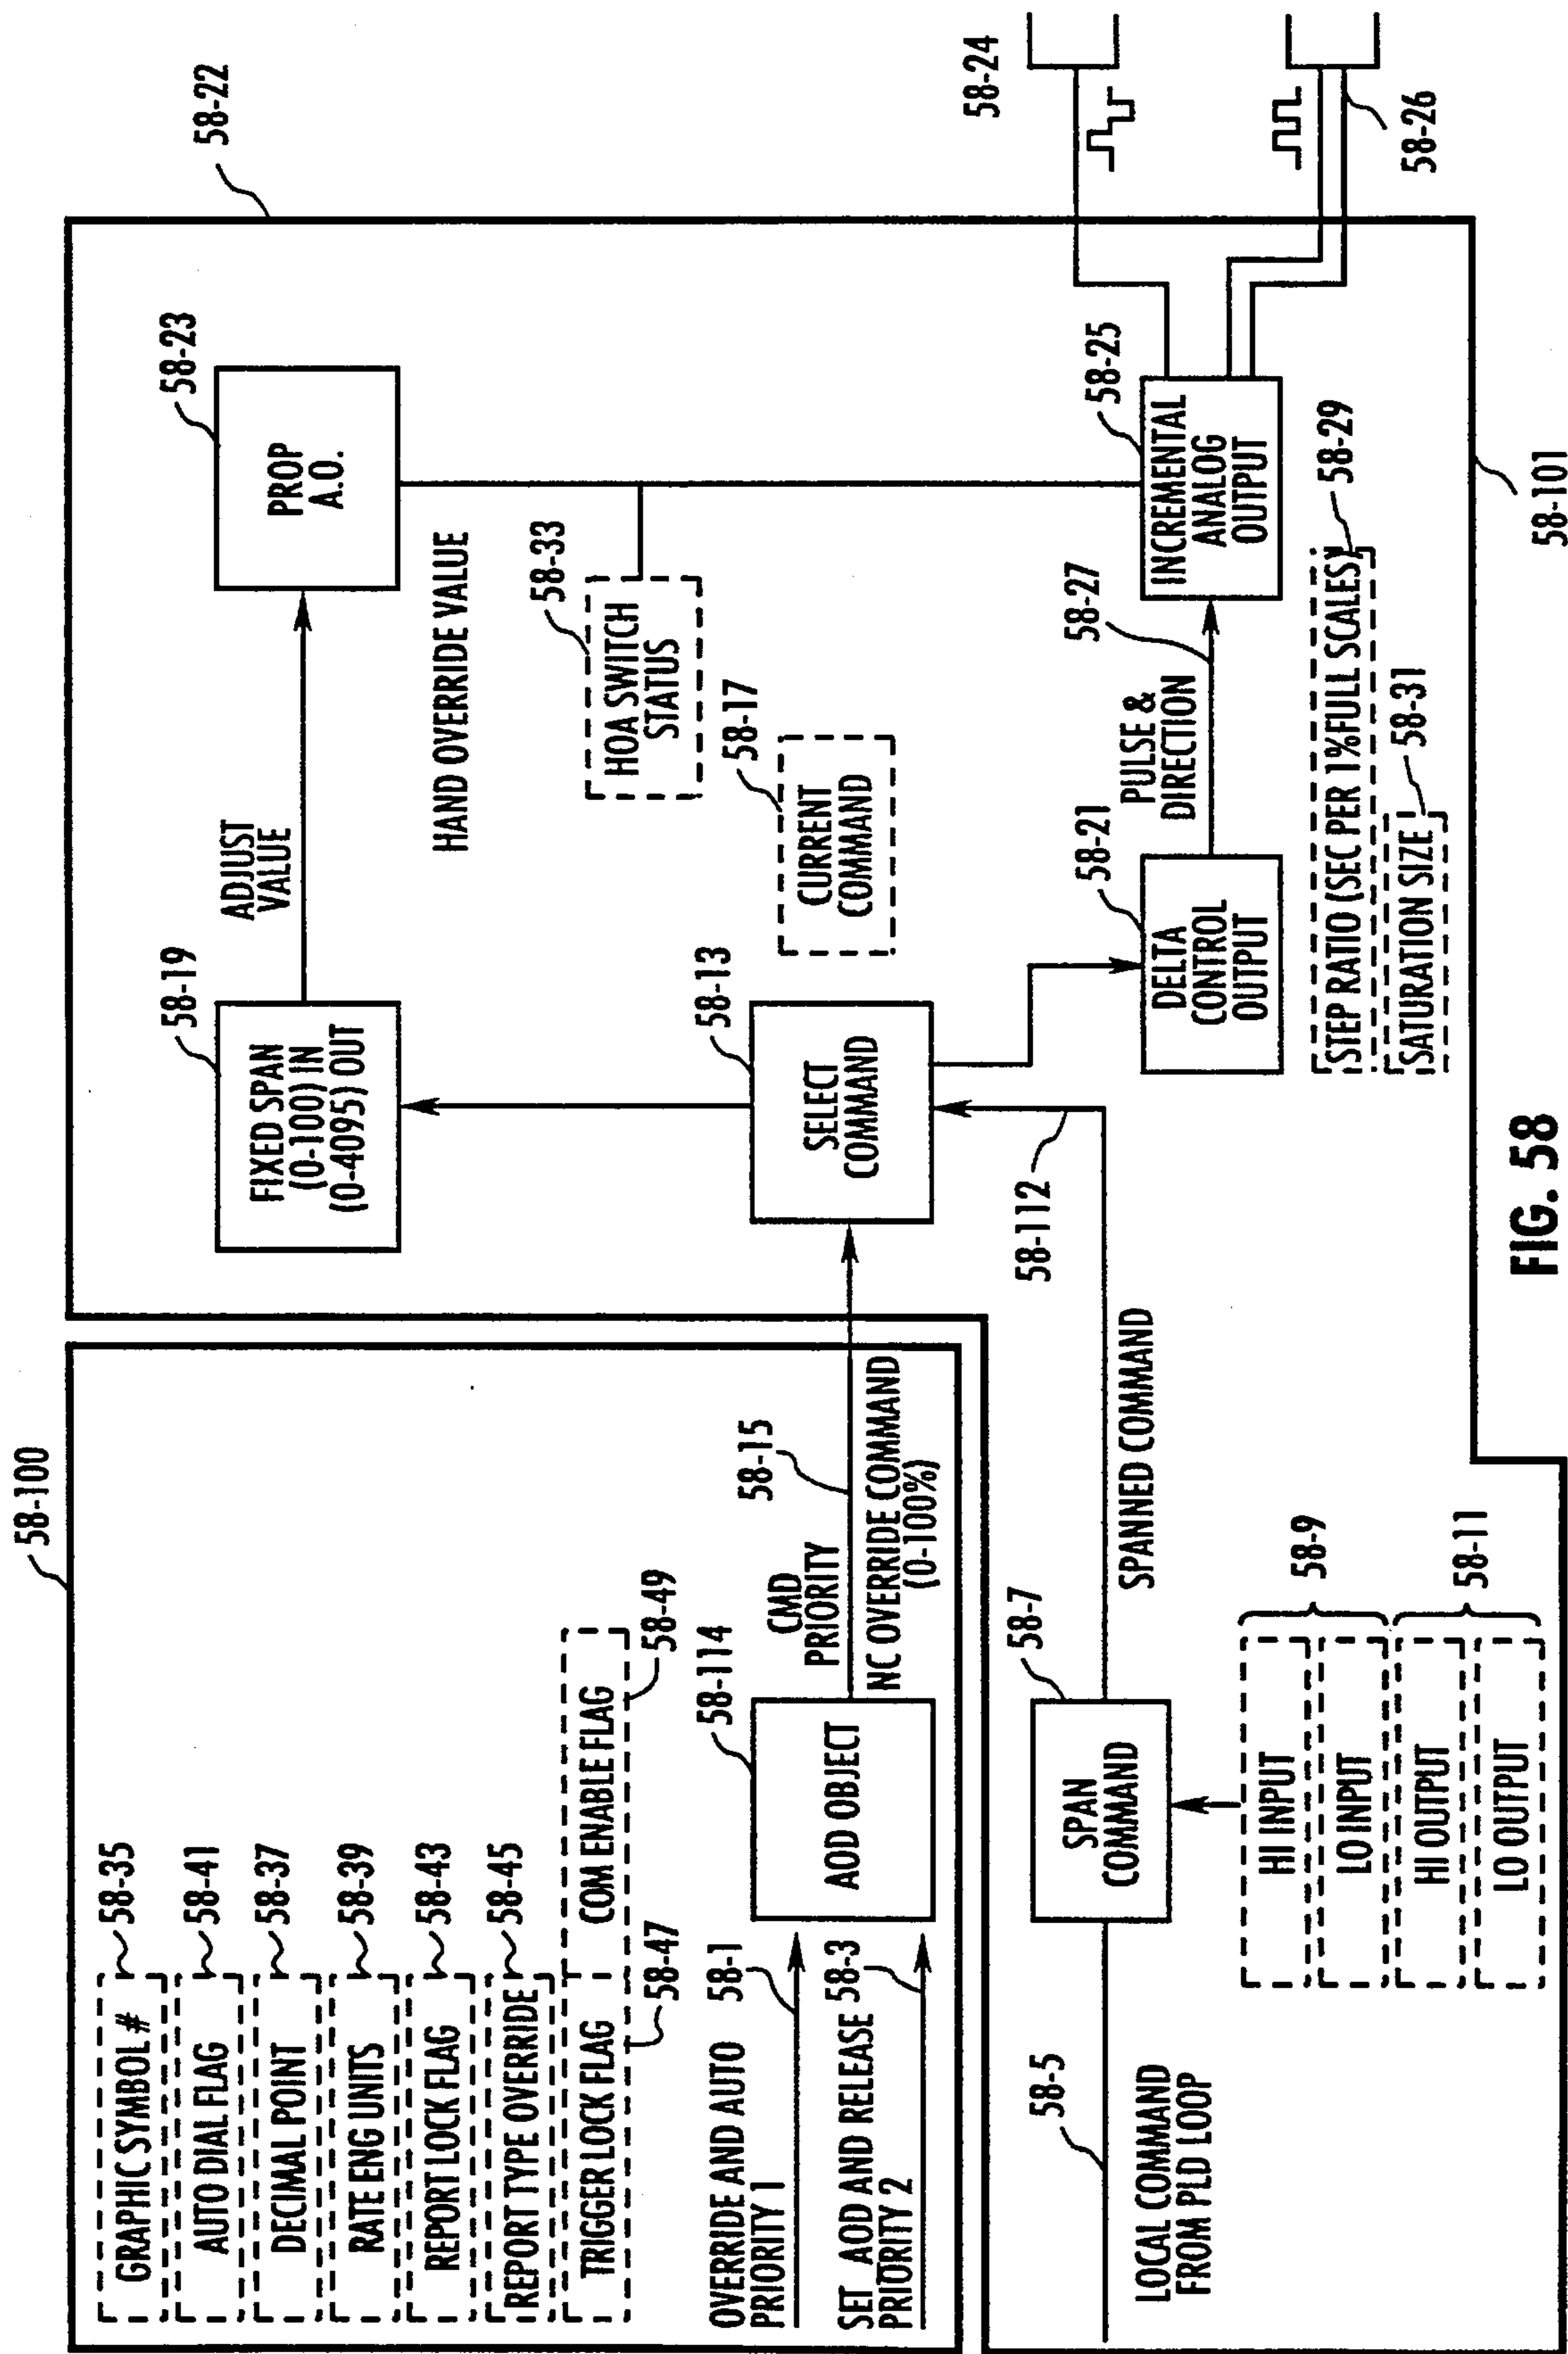 58-100
GRAPHIC SYMBOL #
58-35
AUTO DIAL FLAG
58-41
DECIMAL POINT
58-37
RATE ENG UNITS
58-39
REPORT LOCK FLAG
58-43
REPORT TYPE OVERRIDE
58-45
TRIGGER LOCK FLAG
58-47
COM ENABLE FLAG
58-49
OVERRIDE AND AUTO
PRIORITY 1
58-1
SET AOD AND RELEASE
PRIORITY 2
58-3
AOD OBJECT
58-114
CMD
PRIORITY
58-15
NC OVERRIDE COMMAND
(0-100%)
58-22
FIXED SPAN
(0-100) IN
(0-4095) OUT
58-19
ADJUST
VALUE
PROP
A.O.
58-23
HAND OVERRIDE VALUE
HOA SWITCH
STATUS
58-33
CURRENT
COMMAND
58-17
SELECT
COMMAND
58-13
58-112
DELTA
CONTROL
OUTPUT
58-21
PULSE &
DIRECTION
58-27
INCREMENTAL
ANALOG
OUTPUT
58-25
58-24
58-26
STEP RATIO (SEC PER 1%FULL SCALES)
58-29
SATURATION SIZE
58-31
LOCAL COMMAND
FROM PLD LOOP
58-5
SPAN
COMMAND
58-7
SPANNED COMMAND
HI INPUT
LO INPUT
58-9
HI OUTPUT
LO OUTPUT
58-11
58-101
FIG. 58